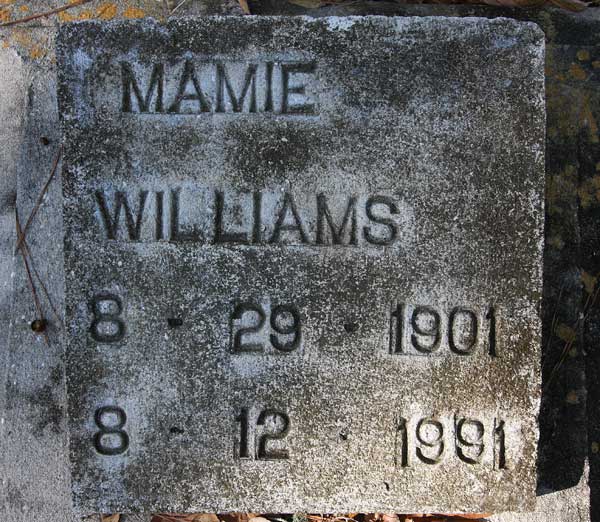 MAMIE
WILLIAMS
8 - 29 - 1901
8 - 12 - 1991